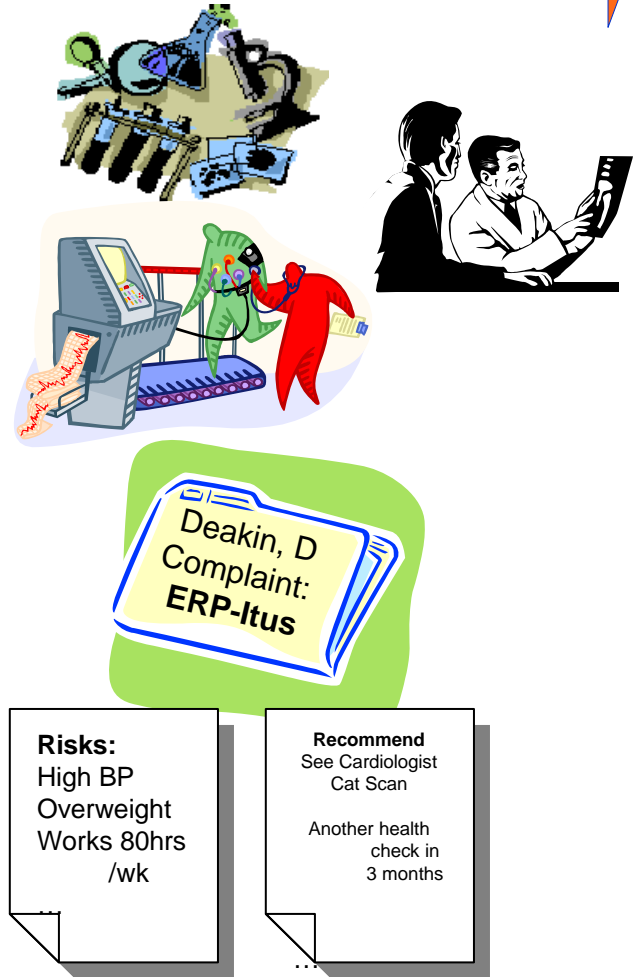 Deakin, D
Complaint:
ERP-Itus
Risks:
High BP
Overweight
Works 80hrs
/wk
…
Recommend
See Cardiologist
Cat Scan
Another health
check in
3 months
…